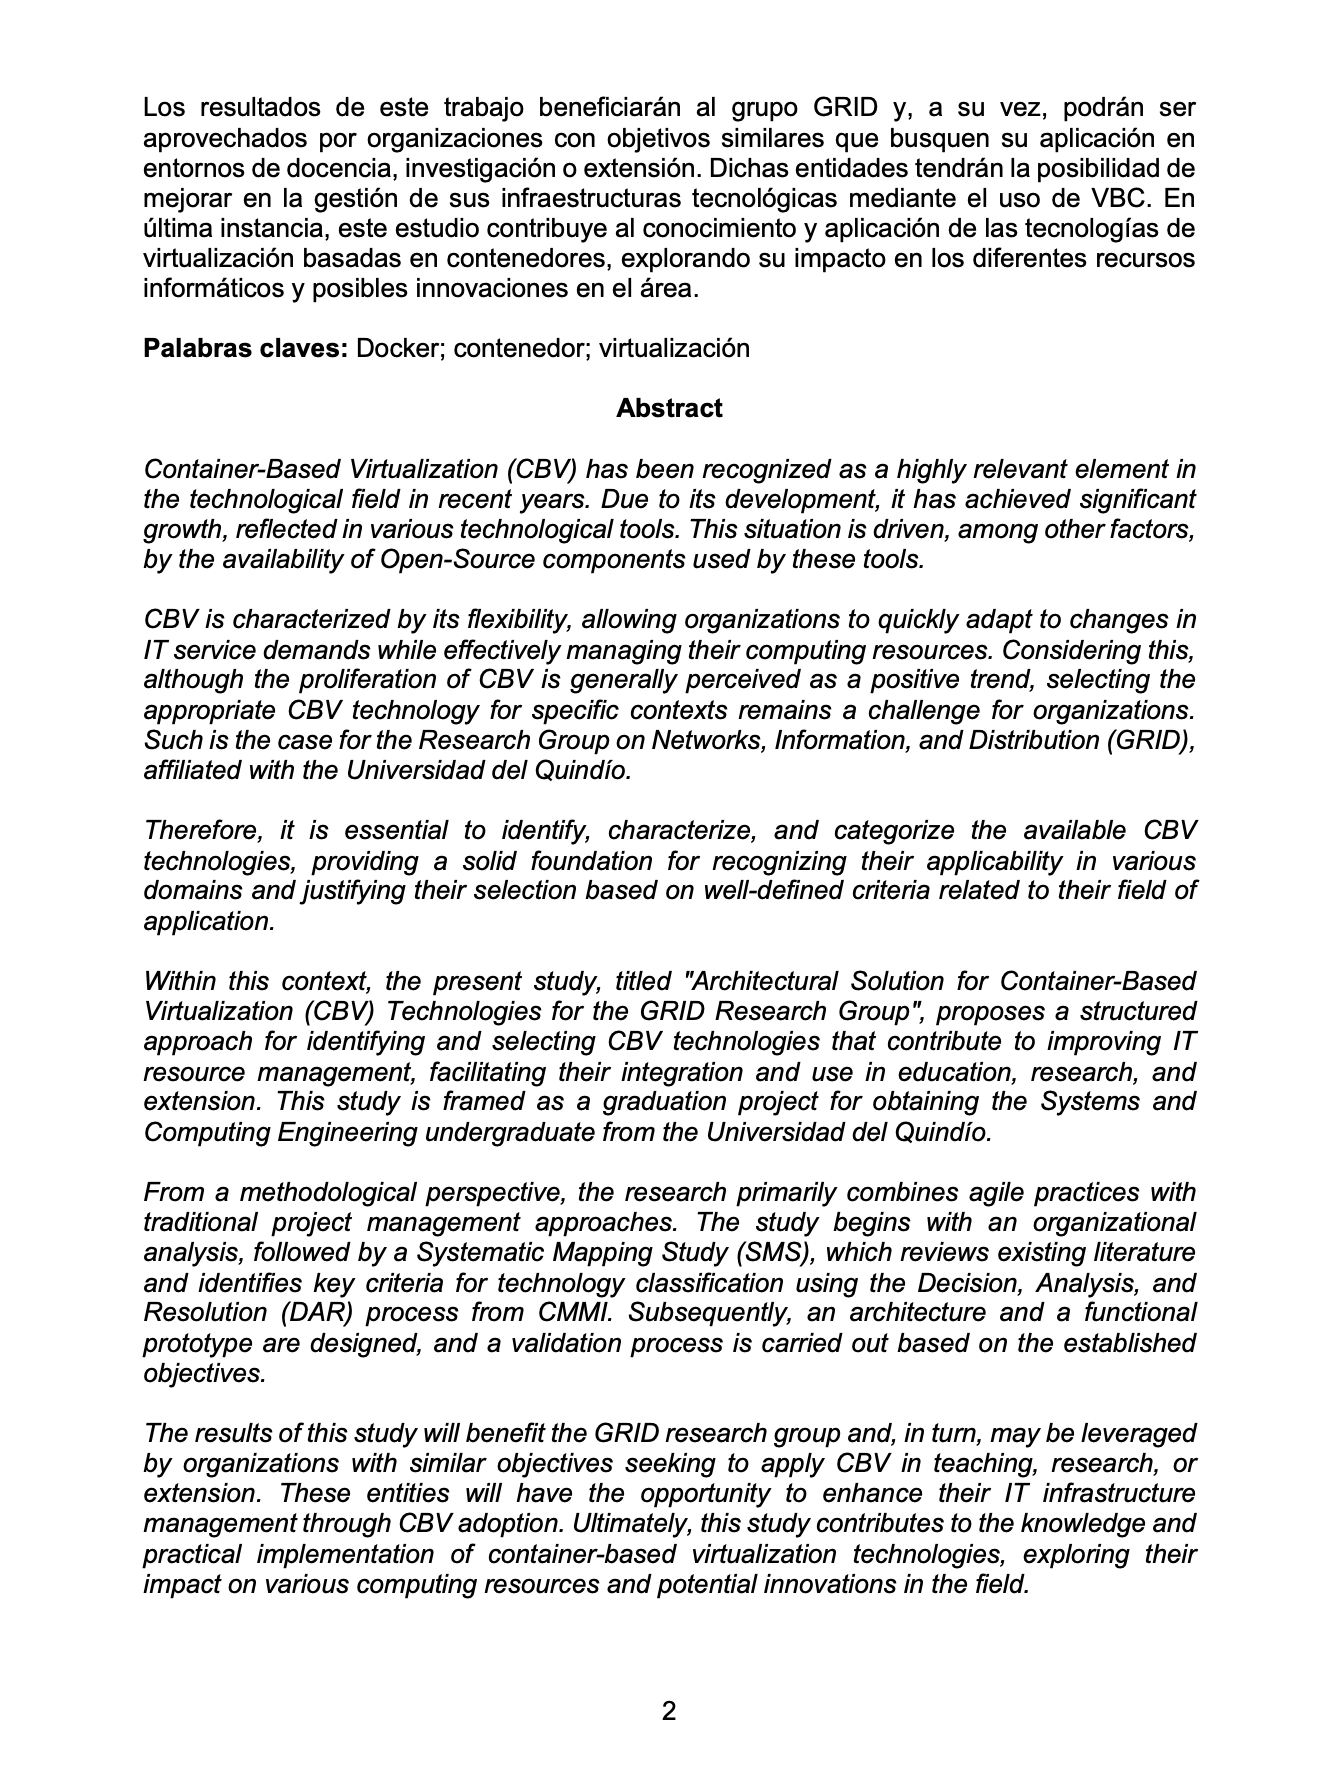 Los resultados de este trabajo beneficiarán al grupo GRID y, a su vez, podrán ser
aprovechados por organizaciones con objetivos similares que busquen su aplicación en
entornos de docencia, investigación o extensión. Dichas entidades tendrán la posibilidad de
mejorar en la gestión de sus infraestructuras tecnológicas mediante el uso de VBC. En
última instancia, este estudio contribuye al conocimiento y aplicación de las tecnologías de
virtualización basadas en contenedores, explorando su impacto en los diferentes recursos
informáticos y posibles innovaciones en el área.
Palabras claves: Docker; contenedor; virtualización
Abstract
Container-Based Virtualization (CBV) has been recognized as a highly relevant element in
the technological field in recent years. Due to its development, it has achieved significant
growth, reflected in various technological tools. This situation is driven, among other factors,
by the availability of Open-Source components used by these tools.
CBV is characterized by its flexibility, allowing organizations to quickly adapt to changes in
IT service demands while effectively managing their computing resources. Considering this,
although the proliferation of CBV is generally perceived as a positive trend, selecting the
appropriate CBV technology for specific contexts remains a challenge for organizations.
Such is the case for the Research Group on Networks, Information, and Distribution (GRID),
affiliated with the Universidad del Quindío.
Therefore, it is essential to identify, characterize, and categorize the available CBV
technologies, providing a solid foundation for recognizing their applicability in various
domains and justifying their selection based on well-defined criteria related to their field of
application.
Within this context, the present study, titled "Architectural Solution for Container-Based
Virtualization (CBV) Technologies for the GRID Research Group", proposes a structured
approach for identifying and selecting CBV technologies that contribute to improving IT
resource management, facilitating their integration and use in education, research, and
extension. This study is framed as a graduation project for obtaining the Systems and
Computing Engineering undergraduate from the Universidad del Quindío.
From a methodological perspective, the research primarily combines agile practices with
traditional project management approaches. The study begins with an organizational
analysis, followed by a Systematic Mapping Study (SMS), which reviews existing literature
and identifies key criteria for technology classification using the Decision, Analysis, and
Resolution (DAR) process from CMMI. Subsequently, an architecture and a functional
prototype are designed, and a validation process is carried out based on the established
objectives.
The results of this study will benefit the GRID research group and, in turn, may be leveraged
by organizations with similar objectives seeking to apply CBV in teaching, research, or
extension. These entities will have the opportunity to enhance their IT infrastructure
management through CBV adoption. Ultimately, this study contributes to the knowledge and
practical implementation of container-based virtualization technologies, exploring their
impact on various computing resources and potential innovations in the field.
2